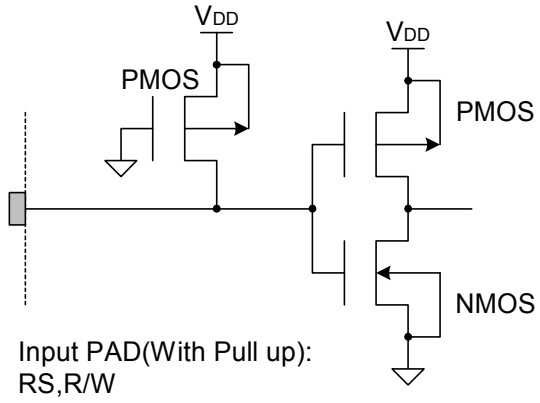 VDD
VDD
PMOS
PMOS
NMOS
Input PAD(With Pull up):
RS,R/W